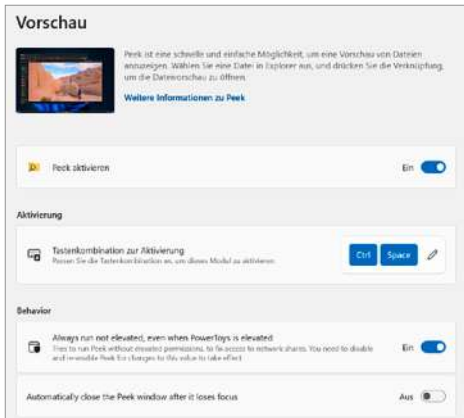 Vorschau
Peek ist eine schnelle und einfache Möglichkeit, um eine Vorschau von Dateien
anzuzeigen. Wählen Sie eine Datei in Explorer aus, und drücken Sie die Verknüpfung,
um die Dateivorschau zu öffnen.
Weitere Informationen zu Peek
Peek aktivieren
Ein
Aktivierung
Tastenkombination zur Aktivierung
Passen Sie die Tastenkombination an, um dieses Modul zu aktivieren
Ctrl
Space
Behavior
Always run not elevated, even when PowerToys is elevated
Tries to run Peek without elevated permissions, to fix access to network shares. You need to disable
and re-enable Peek for changes to this value to take effect.
Ein
Automatically close the Peek window after it loses focus
Aus